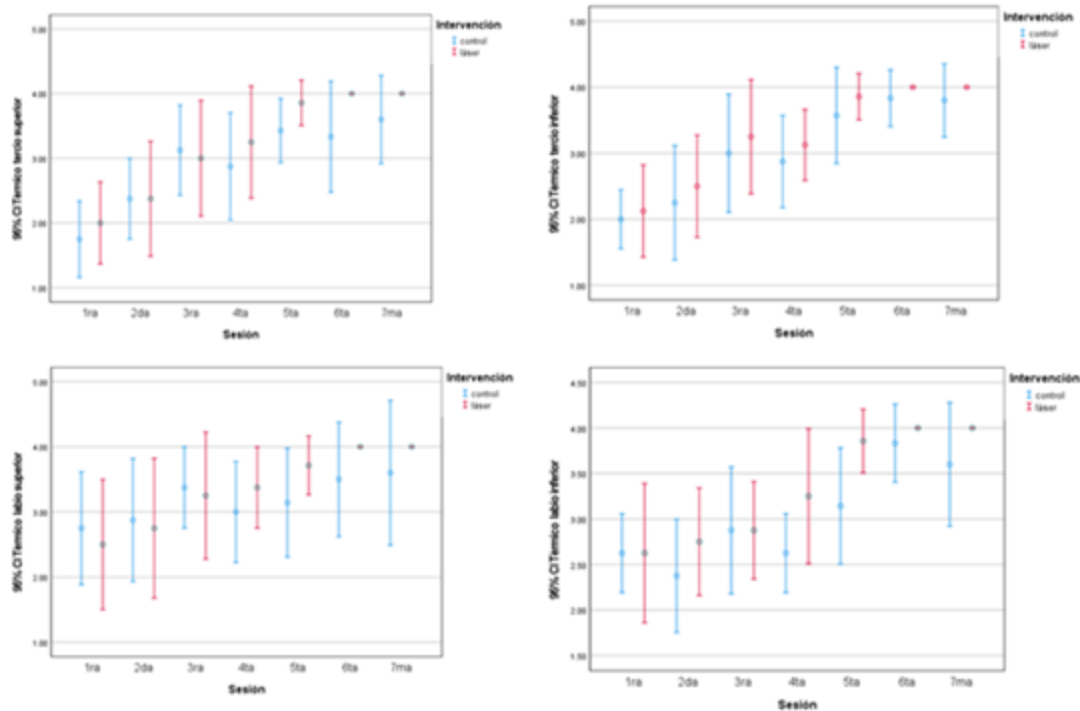 Intervención
control
láser
5.00
4.00
3.00
2.00
1.00
95% CI Termico tercio superior
1ra 2da 3ra 4ta 5ta 6ta 7ma
Sesión
Intervención
control
láser
5.00
4.00
3.00
2.00
1.00
95% CI Termico tercio inferior
1ra 2da 3ra 4ta 5ta 6ta 7ma
Sesión
Intervención
control
láser
5.00
4.00
3.00
2.00
1.00
95% CI Termico labio superior
1ra 2da 3ra 4ta 5ta 6ta 7ma
Sesión
Intervención
control
láser
4.50
4.00
3.50
3.00
2.50
2.00
1.50
95% CI Termico labio inferior
1ra 2da 3ra 4ta 5ta 6ta 7ma
Sesión